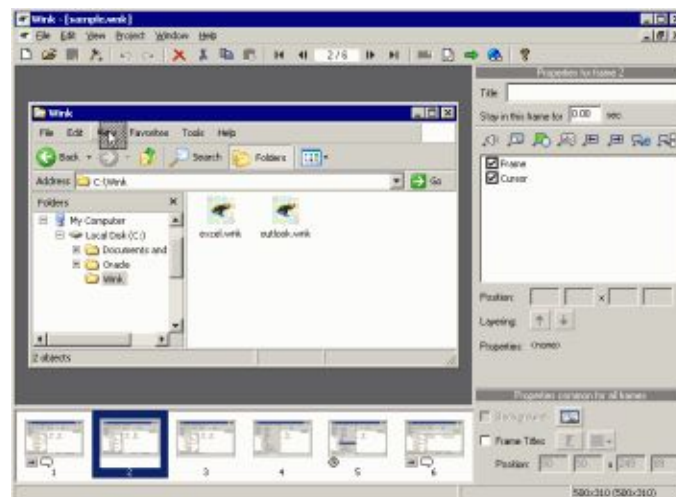 Wink - [sample.wnk]
File Edit View Project Window Help
2/6
Properties for frame 2
Title
Stay in this frame for 0.00 sec.
Frame
Cursor
Position: x
Layering:
Properties: (none)
Wink
File Edit View Favorites Tools Help
Back Search Folders
Address C:\Wink Go
Folders
My Computer
Local Disk (C:)
Documents and
Oracle
Wink
excel.wnk outlook.wnk
2 objects
Properties common for all frames
Background
Frame Titles
Position: x
1 2 3 4 5 6
580x310 (580x310)